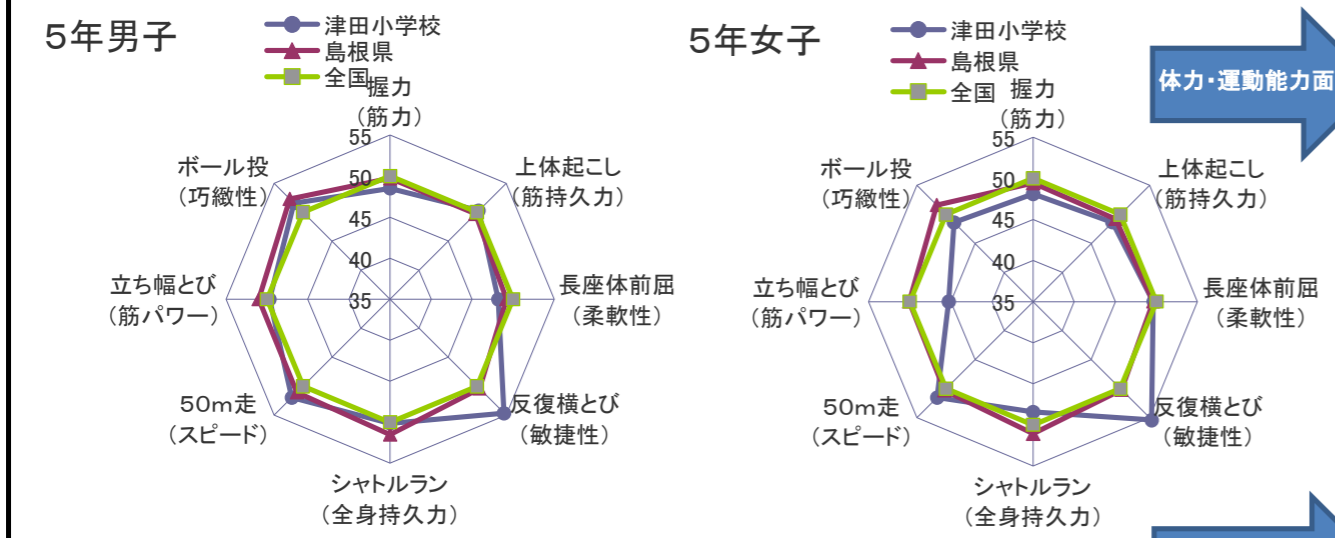 5年男子
津田小学校
島根県
全国
握力
(筋力)
上体起こし
(筋持久力)
長座体前屈
(柔軟性)
反復横とび
(敏捷性)
シャトルラン
(全身持久力)
50m走
(スピード)
立ち幅とび
(筋パワー)
ボール投
(巧緻性)
55
50
45
40
35
5年女子
津田小学校
島根県
全国
握力
(筋力)
上体起こし
(筋持久力)
長座体前屈
(柔軟性)
反復横とび
(敏捷性)
シャトルラン
(全身持久力)
50m走
(スピード)
立ち幅とび
(筋パワー)
ボール投
(巧緻性)
55
50
45
40
35
体力・運動能力面